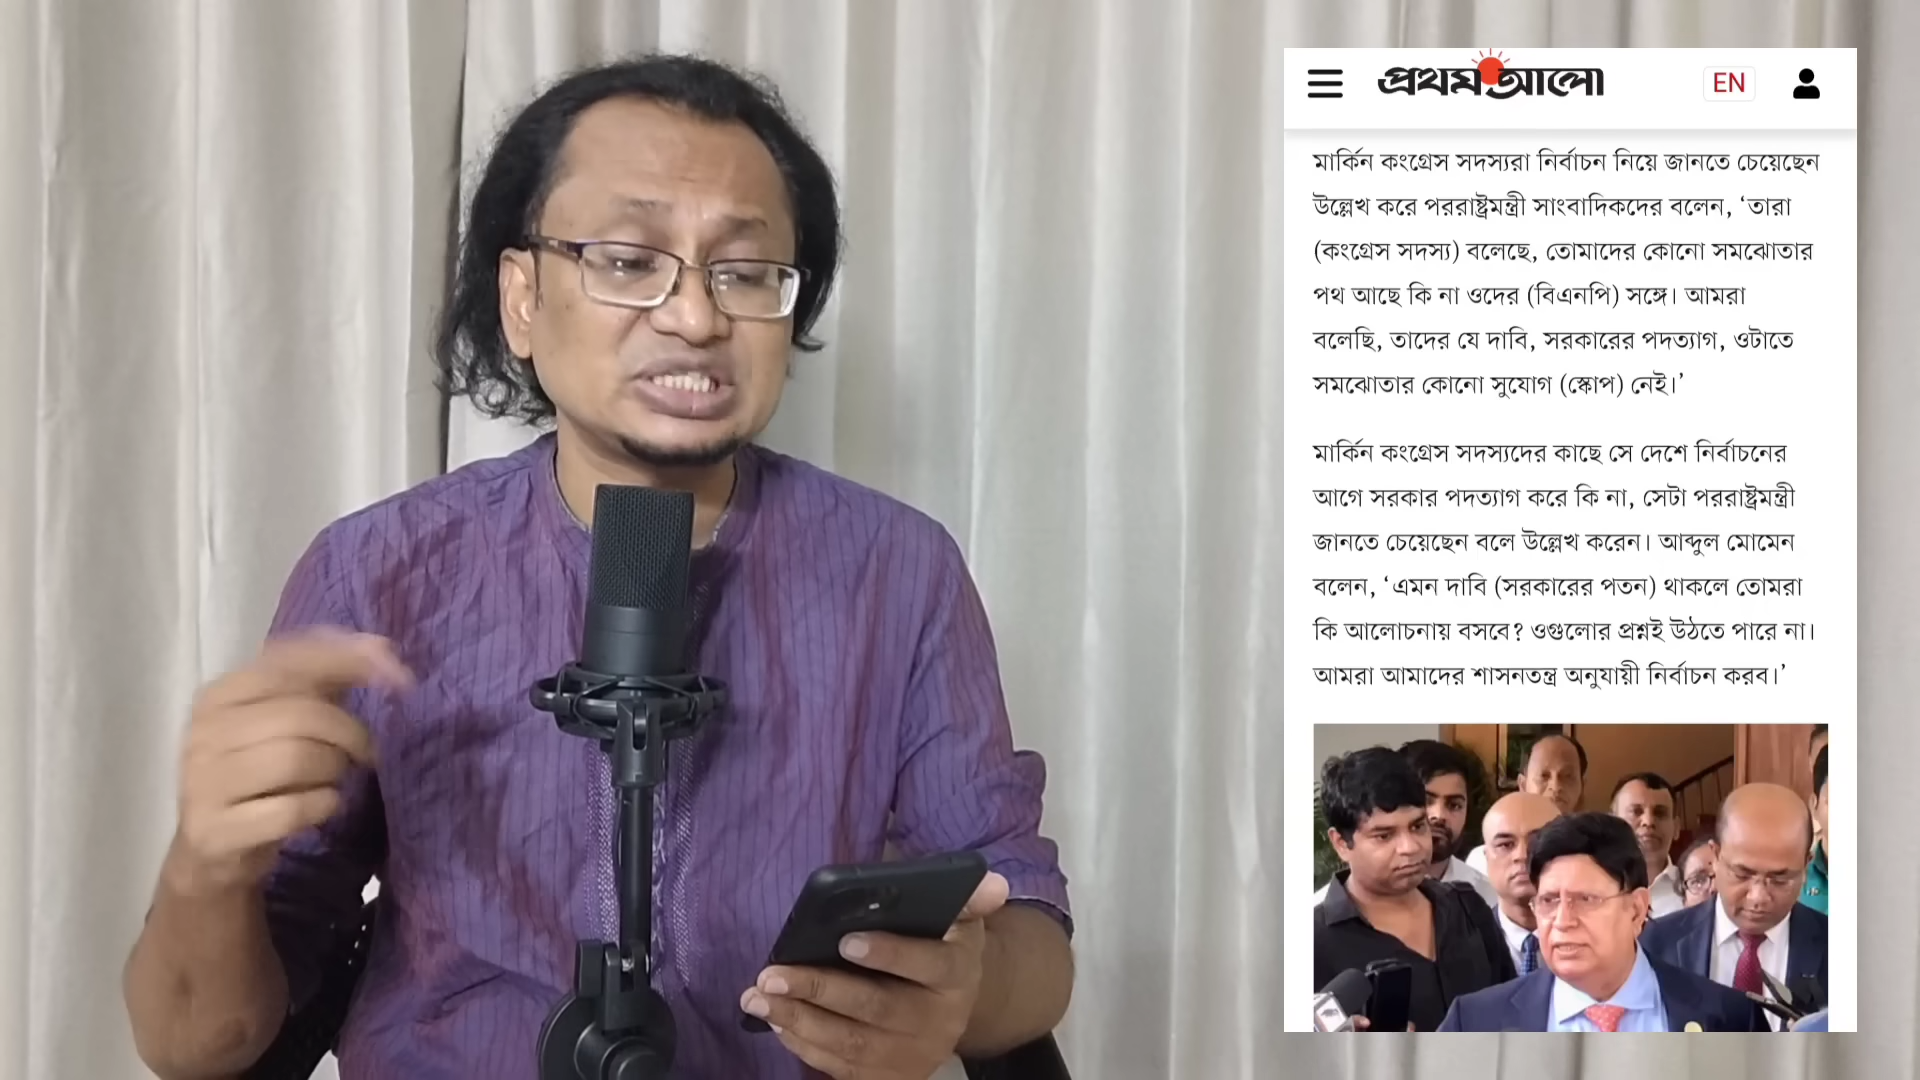 প্রথম আলো
EN
মার্কিন কংগ্রেস সদস্যরা নির্বাচন নিয়ে জানতে চেয়েছেন
উল্লেখ করে পররাষ্ট্রমন্ত্রী সাংবাদিকদের বলেন, ‘তারা
(কংগ্রেস সদস্য) বলেছে, তোমাদের কোনো সমঝোতার
পথ আছে কি না ওদের (বিএনপি) সঙ্গে। আমরা
বলেছি, তাদের যে দাবি, সরকারের পদত্যাগ, ওটাতে
সমঝোতার কোনো সুযোগ (স্কোপ) নেই।’
মার্কিন কংগ্রেস সদস্যদের কাছে সে দেশে নির্বাচনের
আগে সরকার পদত্যাগ করে কি না, সেটা পররাষ্ট্রমন্ত্রী
জানতে চেয়েছেন বলে উল্লেখ করেন। আব্দুল মোমেন
বলেন, ‘এমন দাবি (সরকারের পতন) থাকলে তোমরা
কি আলোচনায় বসবে? ওগুলোর প্রশ্নই উঠতে পারে না।
আমরা আমাদের শাসনতন্ত্র অনুযায়ী নির্বাচন করব।’